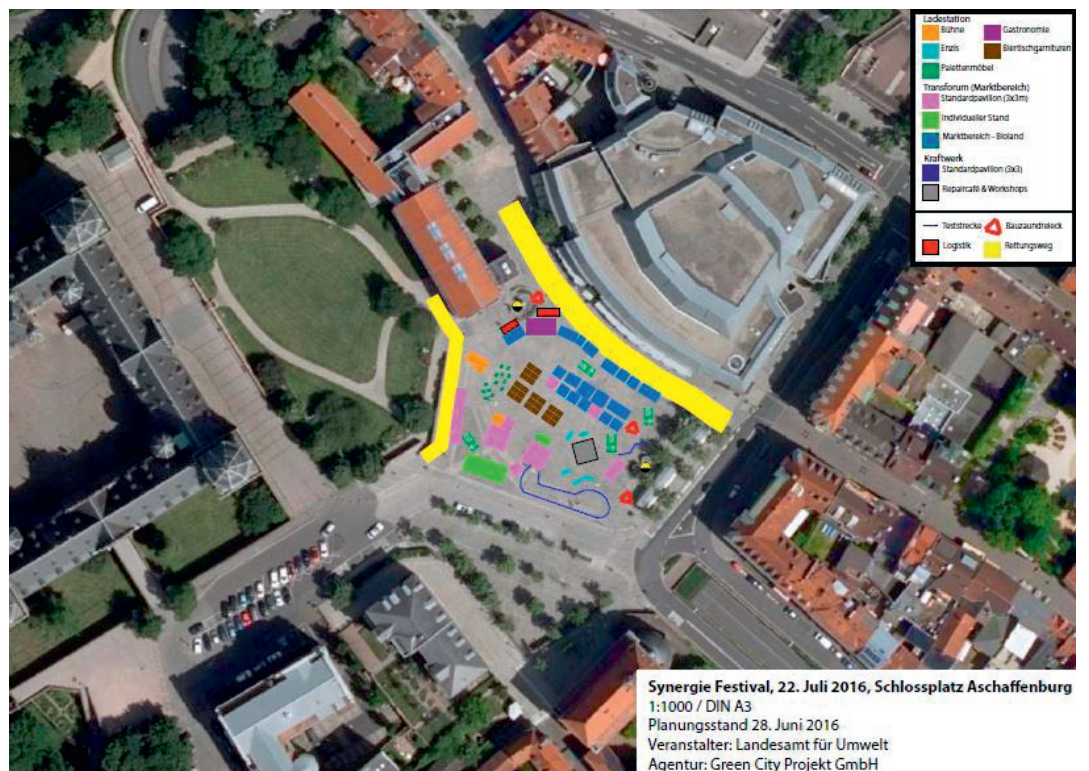 Ladestation
Bühne
Gastronomie
Enzis
Biertischgarnituren
Palettenmöbel
Transforum (Marktbereich)
Standardpavillon (3x3m)
Individueller Stand
Marktbereich - Bioland
Kraftwerk
Standardpavillon (3x3)
Repaircafé & Workshops
Teststrecke
Bauzaundreieck
Logistik
Rettungsweg
Synergie Festival, 22. Juli 2016, Schlossplatz Aschaffenburg
1:1000 / DIN A3
Planungsstand 28. Juni 2016
Veranstalter: Landesamt für Umwelt
Agentur: Green City Projekt GmbH